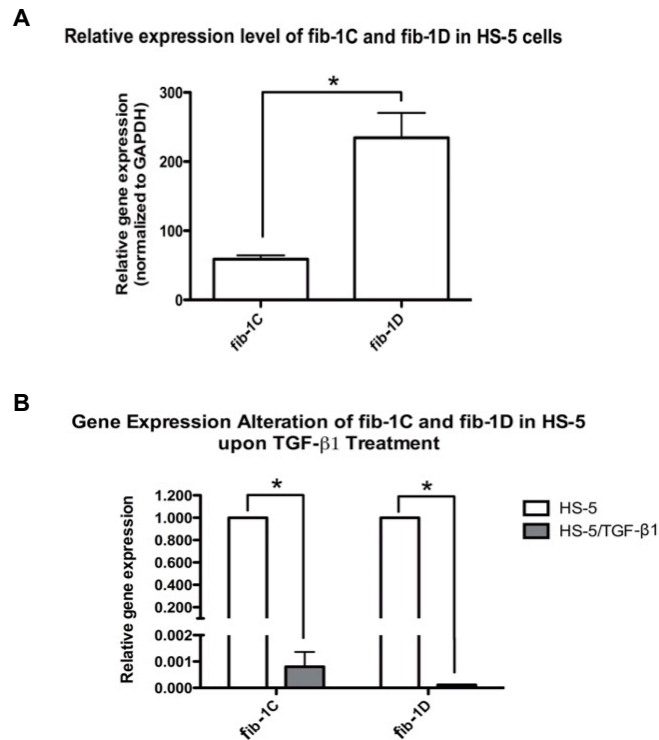 A
Relative expression level of fib-1C and fib-1D in HS-5 cells
Relative gene expression
(normalized to GAPDH)
300
200
100
0
*
fib-1C
fib-1D
B
Gene Expression Alteration of fib-1C and fib-1D in HS-5
upon TGF-β1 Treatment
Relative gene expression
1.200
1.000
0.800
0.600
0.400
0.200
0.002
0.001
0.000
*
*
fib-1C
fib-1D
HS-5
HS-5/TGF-β1